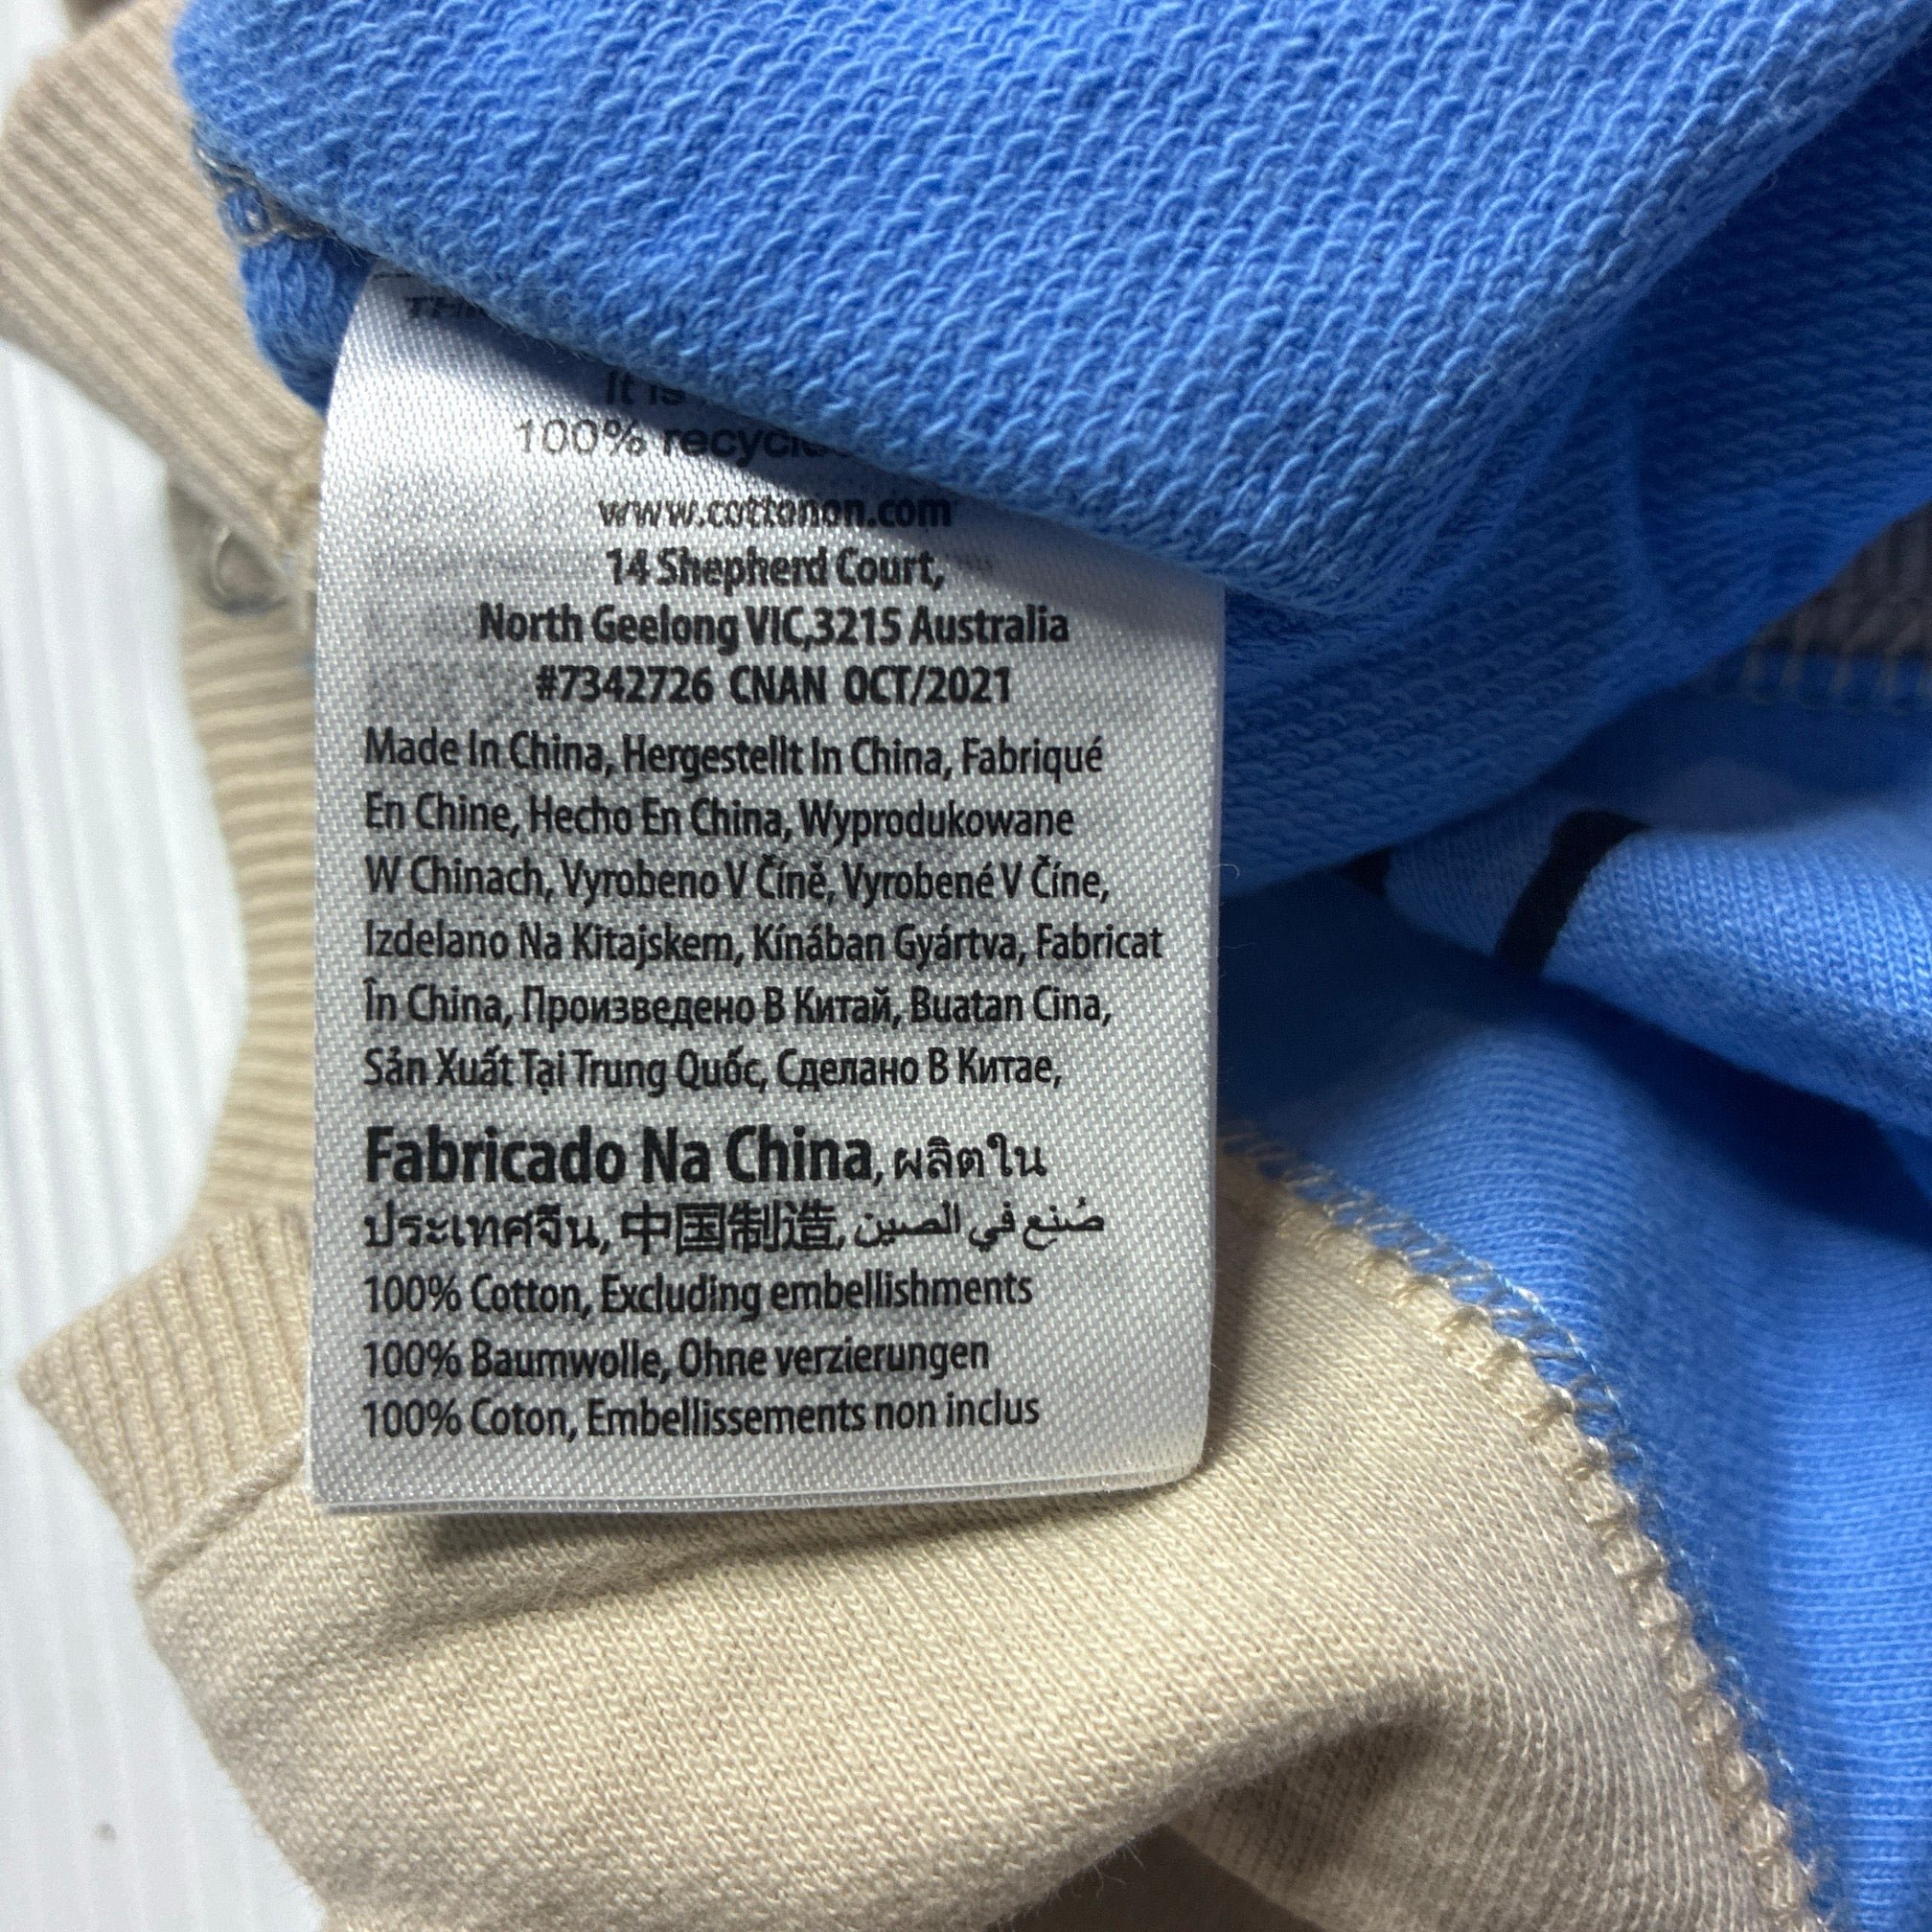 It is
100%
www.cottonon.com
14 Shepherd Court,
North Geelong VIC,3215 Australia
#7342726 CNAN OCT/2021
Made In China, Hergestellt In China, Fabriqué
En Chine, Hecho En China, Wyprodukowane
W Chinach, Vyrobeno V Číně, Vyrobené V Číne,
Izdelano Na Kitajskem, Kínában Gyártva, Fabricat
În China, Произведено В Китай, Buatan Cina,
Sản Xuất Tại Trung Quốc, Сделано В Китае,
Fabricado Na China, ผลิตใน
ประเทศจีน, 中国制造, صُنع في الصين
100% Cotton, Excluding embellishments
100% Baumwolle, Ohne verzierungen
100% Coton, Embellissements non inclus